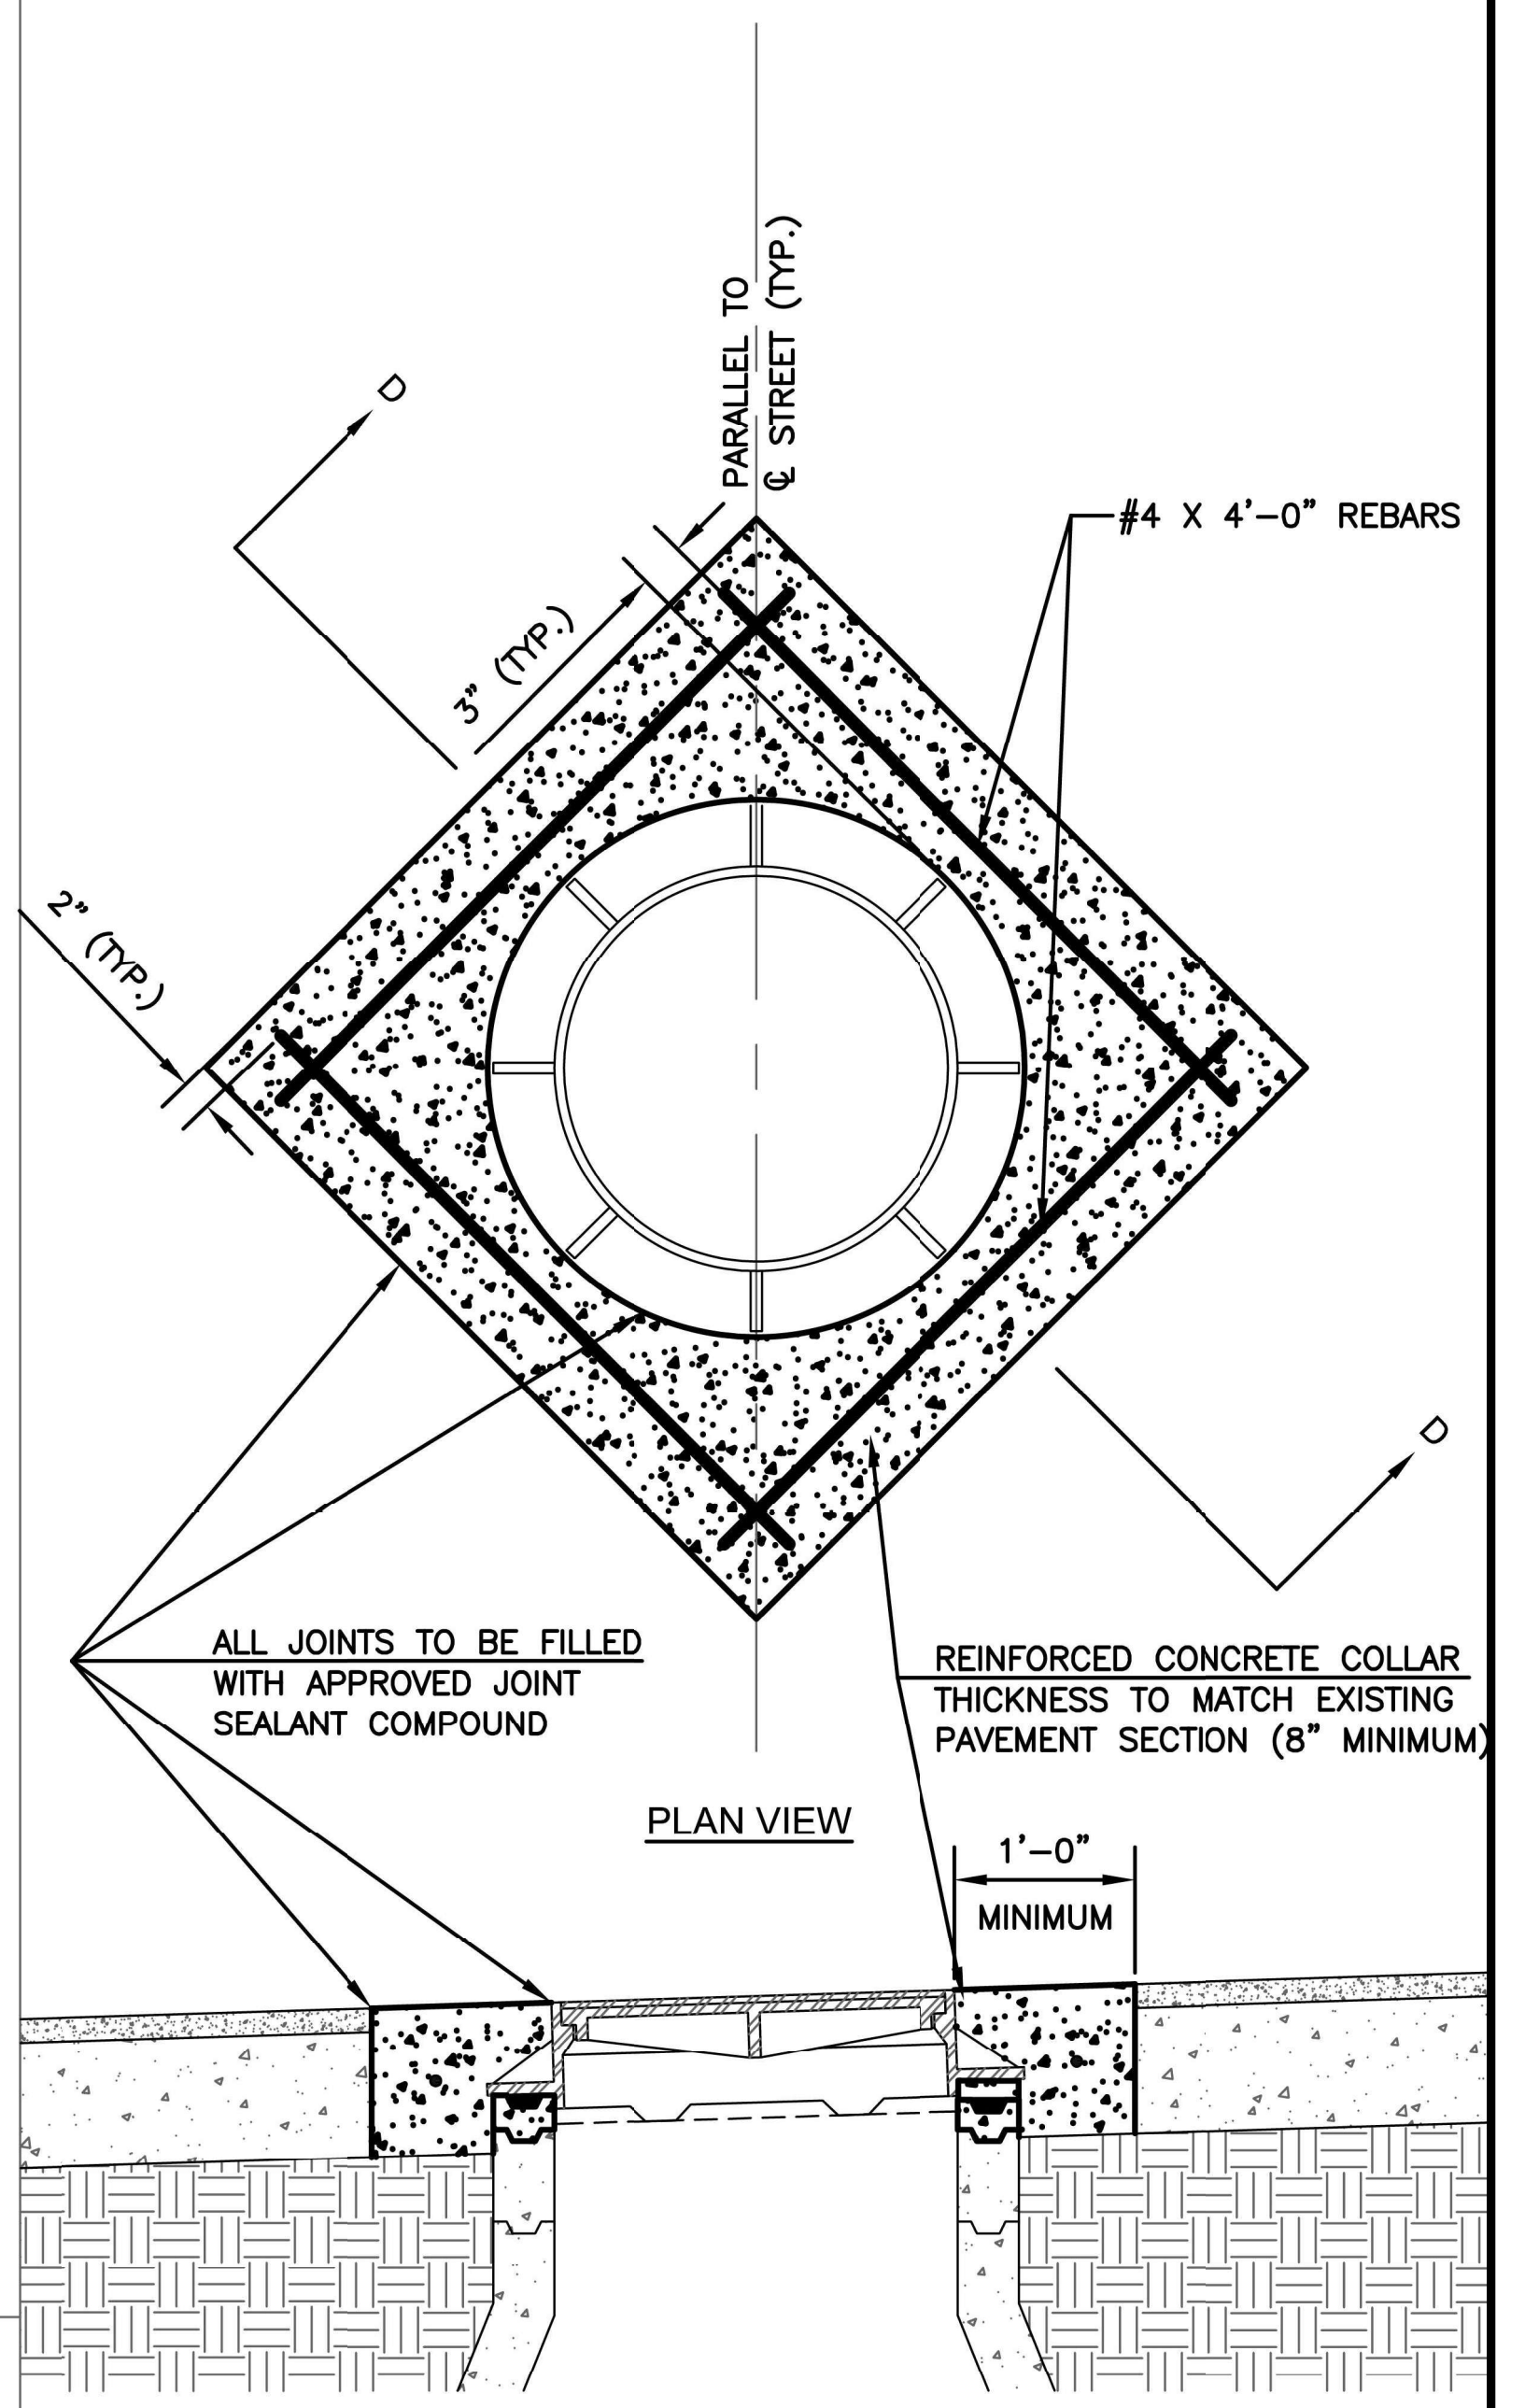 PARALLEL TO
℄ STREET (TYP.)
D
#4 X 4'-0" REBARS
3" (TYP.)
2" (TYP.)
D
ALL JOINTS TO BE FILLED
WITH APPROVED JOINT
SEALANT COMPOUND
REINFORCED CONCRETE COLLAR
THICKNESS TO MATCH EXISTING
PAVEMENT SECTION (8" MINIMUM)
PLAN VIEW
1'-0"
MINIMUM